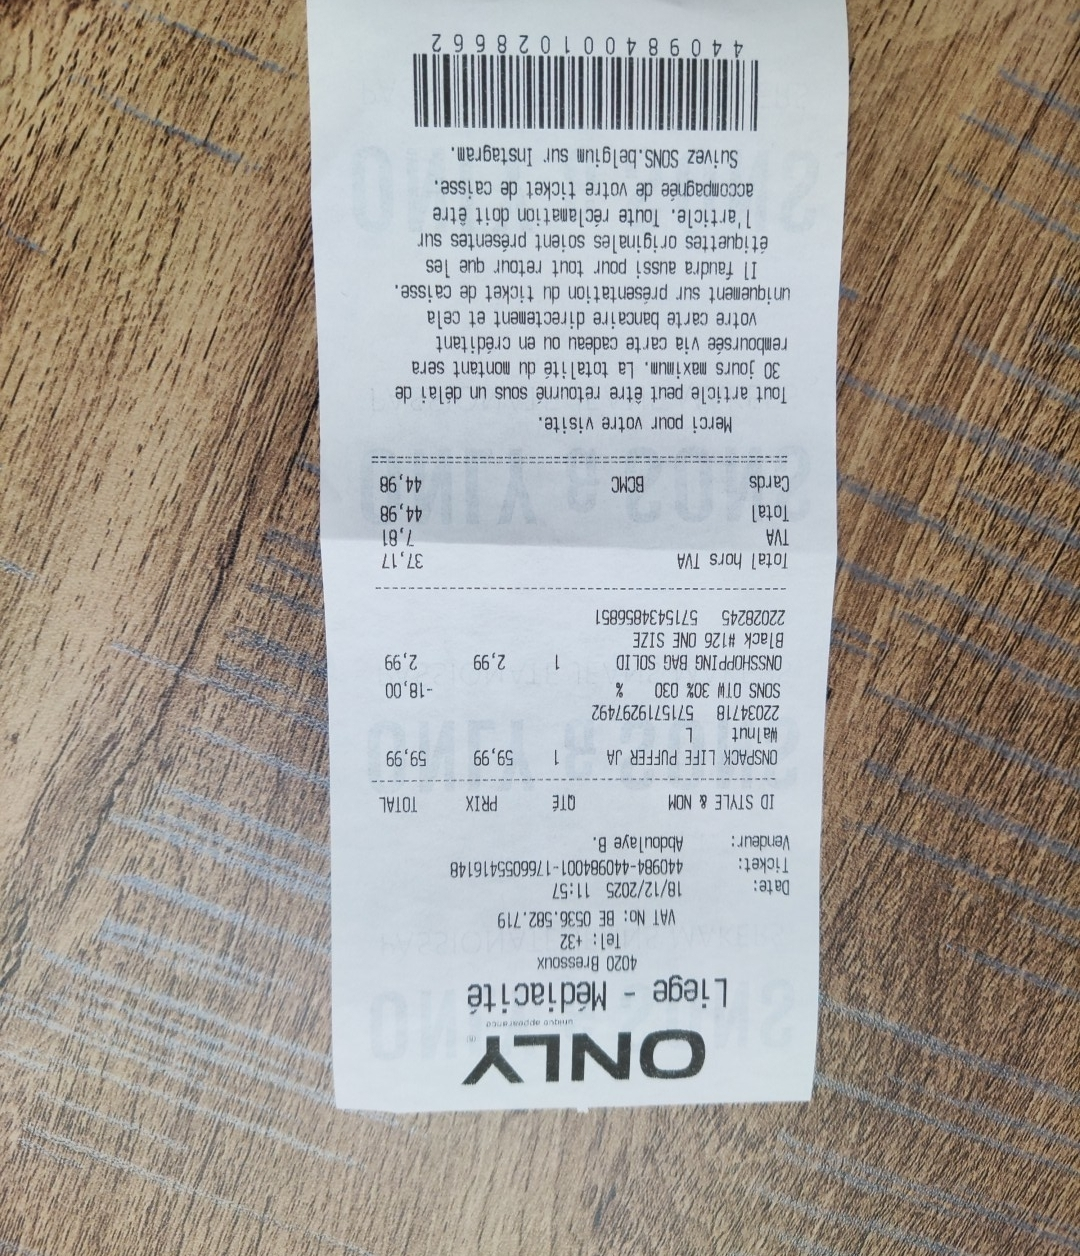 ONLY
unique appearance
Liege - Médiacité
4020 Bressoux
Tel: +32
VAT No: BE 0536.582.719
Date: 18/12/2025 11:57
Ticket: 440984-440984001-1766055416148
Vendeur: Abdoulaye B.
ID STYLE & NOM QTÉ PRIX TOTAL
ONSPACK LIFE PUFFER JA 1 59,99 59,99
Walnut L
22034718 5715719297492
SONS OTW 30% O30 % -18,00
ONSSHOPPING BAG SOLID 1 2,99 2,99
Black #126 ONE SIZE
22028245 5715434856851
Total hors TVA 37,17
TVA 7,81
Total 44,98
Cards BCMC 44,98
Merci pour votre visite.
Tout article peut être retourné sous un délai de
30 jours maximum. La totalité du montant sera
remboursée via carte cadeau ou en créditant
votre carte bancaire directement et cela
uniquement sur présentation du ticket de caisse.
Il faudra aussi pour tout retour que les
étiquettes originales soient présentes sur
l'article. Toute réclamation doit être
accompagnée de votre ticket de caisse.
Suivez SONS.belgium sur Instagram.
440984001028662